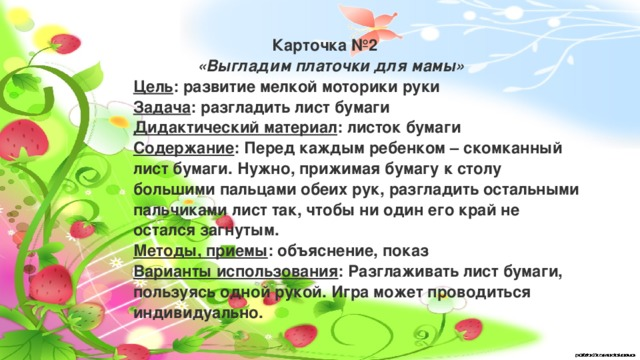 Карточка №2
«Выгладим платочки для мамы»
Цель: развитие мелкой моторики руки
Задача: разгладить лист бумаги
Дидактический материал: листок бумаги
Содержание: Перед каждым ребенком – скомканный
лист бумаги. Нужно, прижимая бумагу к столу
большими пальцами обеих рук, разгладить остальными
пальчиками лист так, чтобы ни один его край не
остался загнутым.
Методы, приемы: объяснение, показ
Варианты использования: Разглаживать лист бумаги,
пользуясь одной рукой. Игра может проводиться
индивидуально.